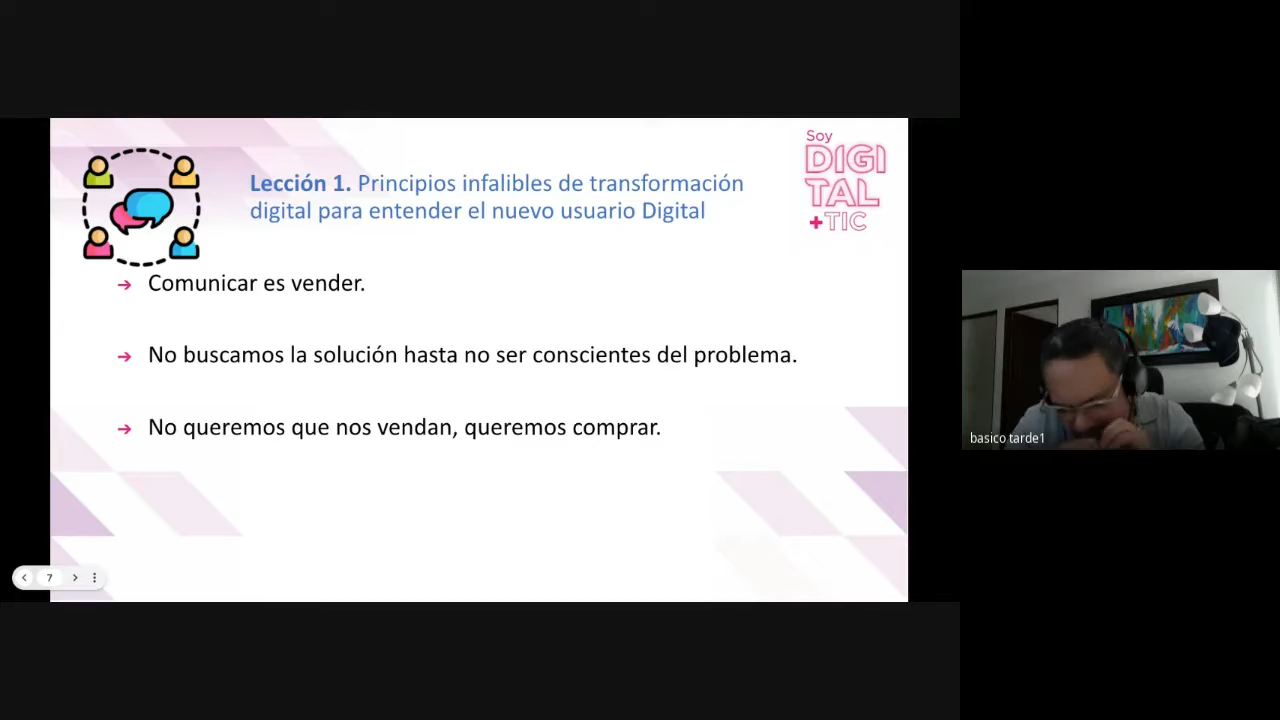 Soy
DIGI
TAL
+TIC
Lección 1. Principios infalibles de transformación
digital para entender el nuevo usuario Digital
➔ Comunicar es vender.
➔ No buscamos la solución hasta no ser conscientes del problema.
➔ No queremos que nos vendan, queremos comprar.
basico tarde1
7